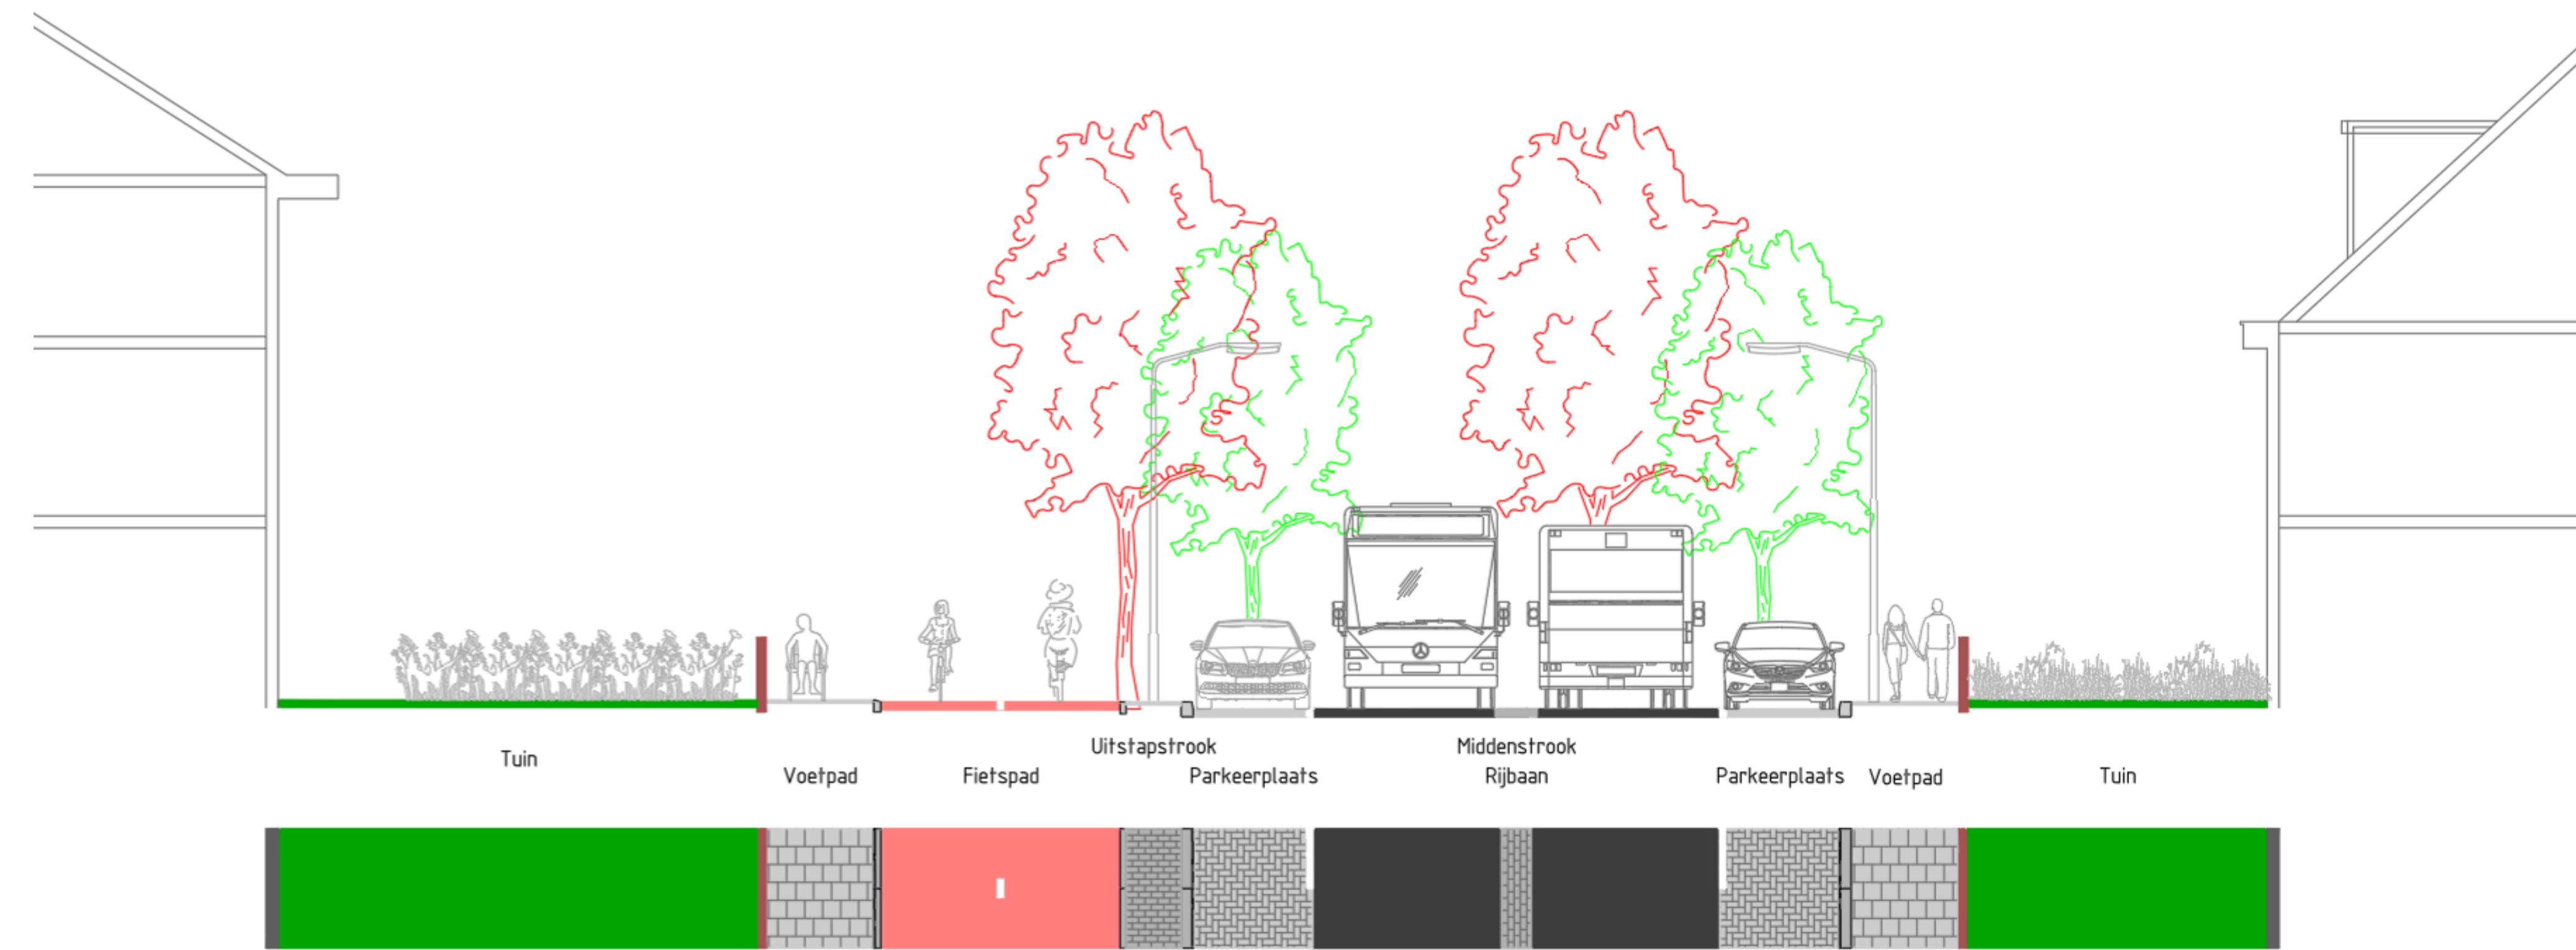 Tuin
Voetpad
Fietspad
Uitstapstrook
Parkeerplaats
Middenstrook
Rijbaan
Parkeerplaats
Voetpad
Tuin